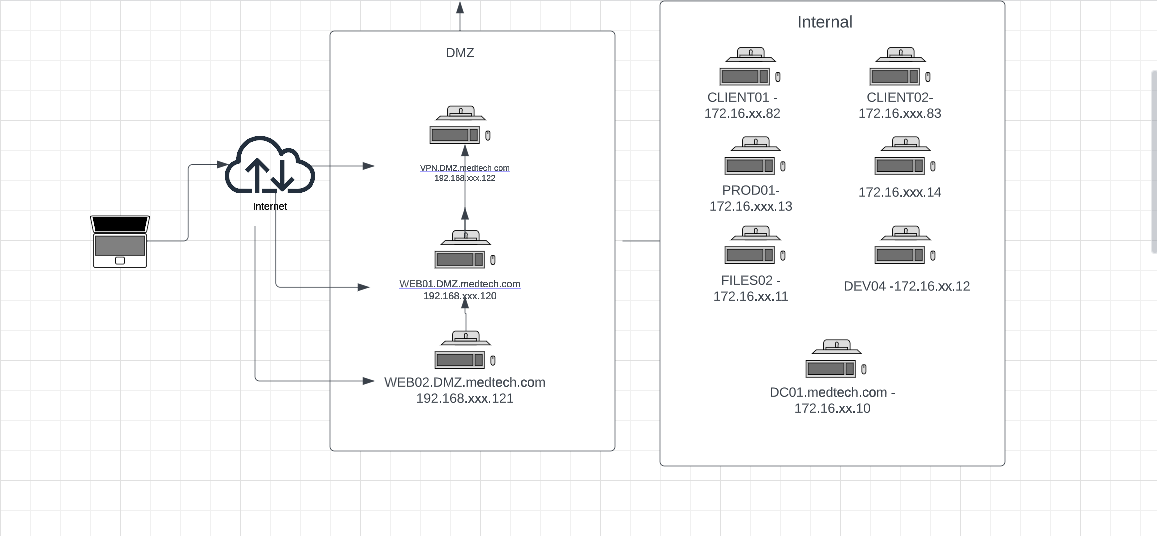 Internal
DMZ
CLIENT01 -
172.16.xx.82
CLIENT02-
172.16.xxx.83
VPN.DMZ.medtech.com
192.168.xxx.122
PROD01-
172.16.xxx.13
172.16.xxx.14
Internet
WEB01.DMZ.medtech.com
192.168.xxx.120
FILES02 -
172.16.xxx.11
DEV04 -172.16.xx.12
WEB02.DMZ.medtech.com
192.168.xxx.121
DC01.medtech.com -
172.16.xx.10